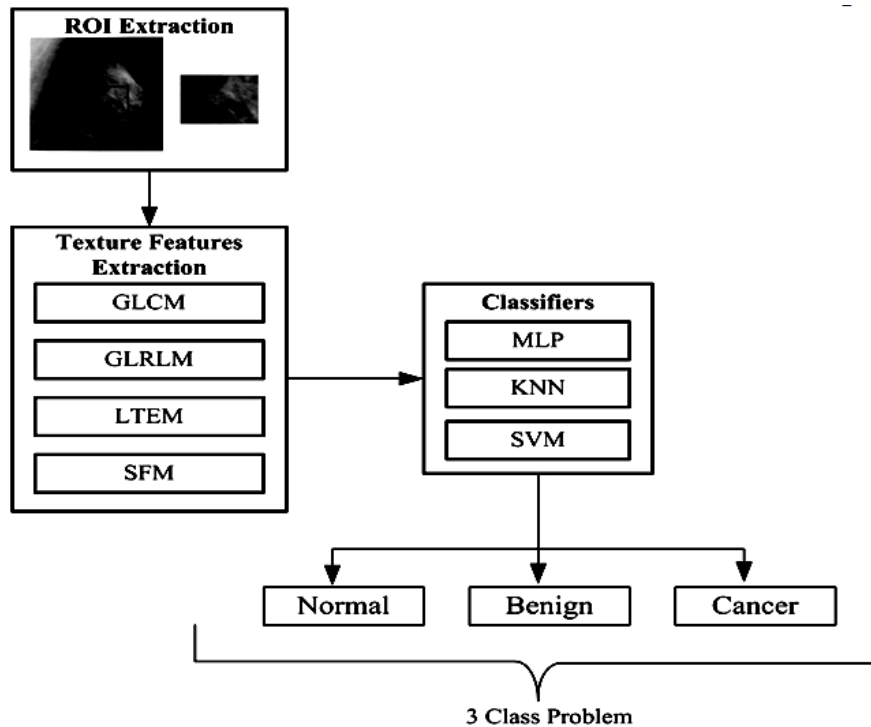 ROI Extraction
Texture Features
Extraction
GLCM
GLRLM
LTEM
SFM
Classifiers
MLP
KNN
SVM
Normal
Benign
Cancer
3 Class Problem